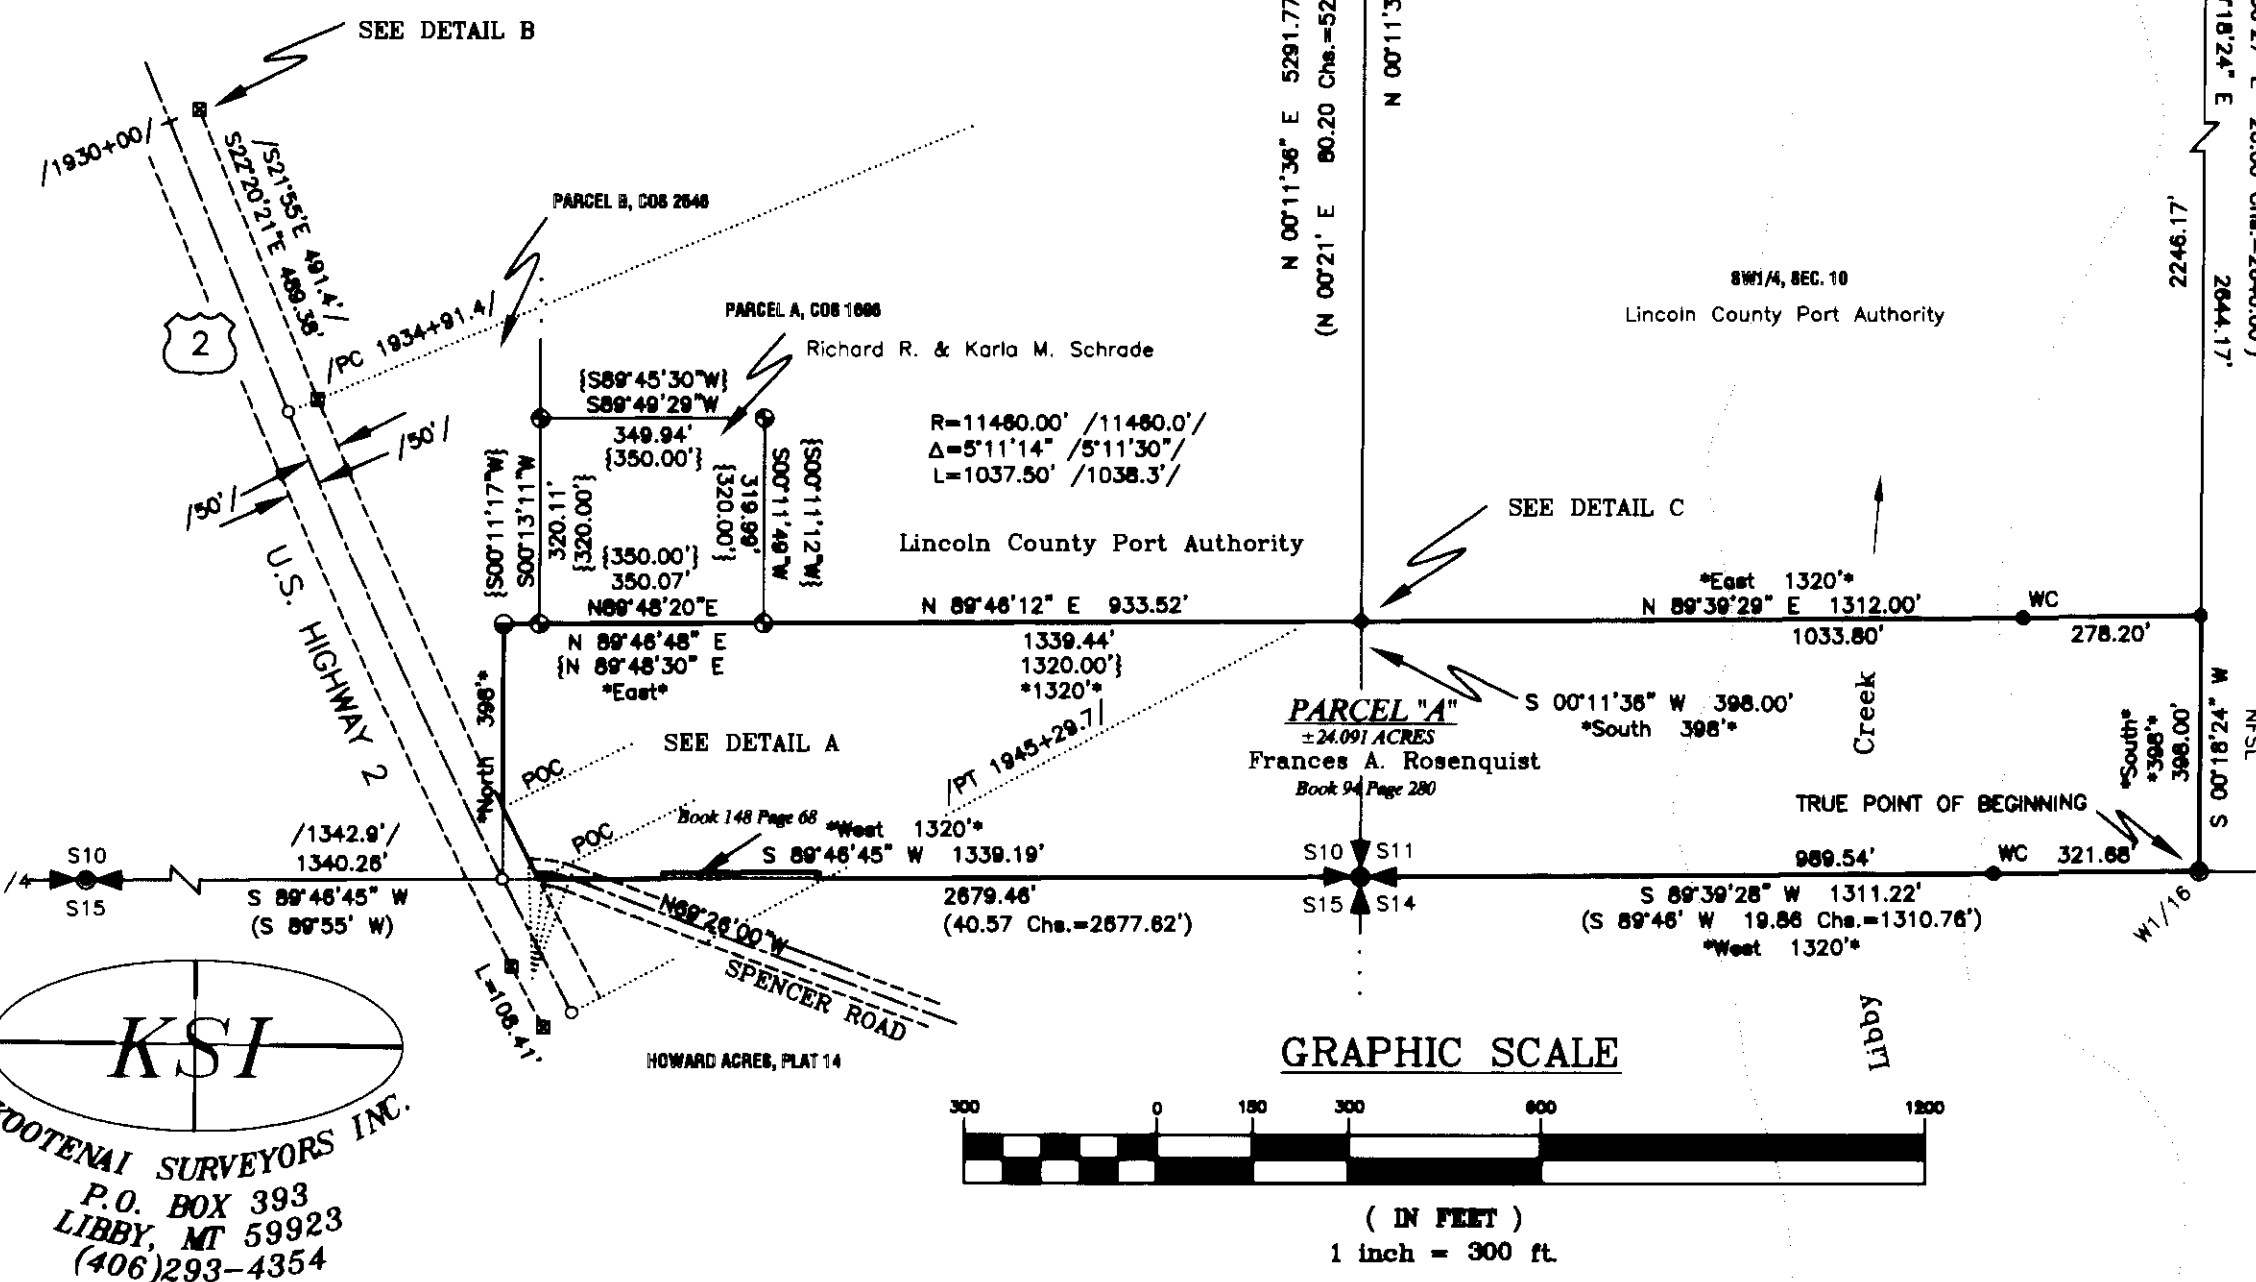 SEE DETAIL B
/1930+00/
/S21°55'E 491.4'/
S22°20'21"E 489.38'
2
/PC 1934+91.4/
PARCEL B, COS 2646
PARCEL A, COS 1696
Richard R. & Karla M. Schrade
{S89°45'30"W}
S89°49'29"W
349.94'
{350.00'}
{S00°11'17"W}
S00°13'11"W
320.11'
{320.00'}
{350.00'}
350.07'
N89°48'20"E
{320.00'}
319.99'
S00°11'49"W
{S00°11'12"W}
R=11460.00' /11460.0'/
Δ=5°11'14" /5°11'30"/
L=1037.50' /1038.3'/
Lincoln County Port Authority
N 00°11'36" E 5291.77
(N 00°21' E 80.20 Chs.=52
N 00°11'3
SW1/4, SEC. 10
Lincoln County Port Authority
18'24" E
2246.17'
2644.17'
/50'/
/50'/
U.S. HIGHWAY 2
SEE DETAIL C
N 89°46'12" E 933.52'
N 89°46'48" E 1339.44'
{N 89°48'30" E 1320.00'}
*East* *1320'*
*East 1320'*
N 89°39'29" E 1312.00'
1033.80'
WC
278.20'
*North 398'*
SEE DETAIL A
POC
POC
/PT 1945+29.7/
PARCEL "A"
±24.091 ACRES
Frances A. Rosenquist
Book 94 Page 280
S 00°11'36" W 398.00'
*South 398'*
Creek
*South*
*398'*
398.00'
S 00°18'24" W
NFSL
TRUE POINT OF BEGINNING
Book 148 Page 68
*West 1320'*
S 89°46'45" W 1339.19'
/1342.9'/
1340.26'
S 89°46'45" W
(S 89°55' W)
/4
S10
S15
2679.46'
(40.57 Chs.=2677.62')
S10 S11
S15 S14
989.54'
WC
321.68'
S 89°39'28" W 1311.22'
(S 89°46' W 19.86 Chs.=1310.76')
*West 1320'*
W1/16
N69°26'00"W
SPENCER ROAD
L=106.41'
HOWARD ACRES, PLAT 14
Libby
KSI
KOOTENAI SURVEYORS INC.
P.O. BOX 393
LIBBY, MT 59923
(406)293-4354
GRAPHIC SCALE
300 0 150 300 600 1200
( IN FEET )
1 inch = 300 ft.